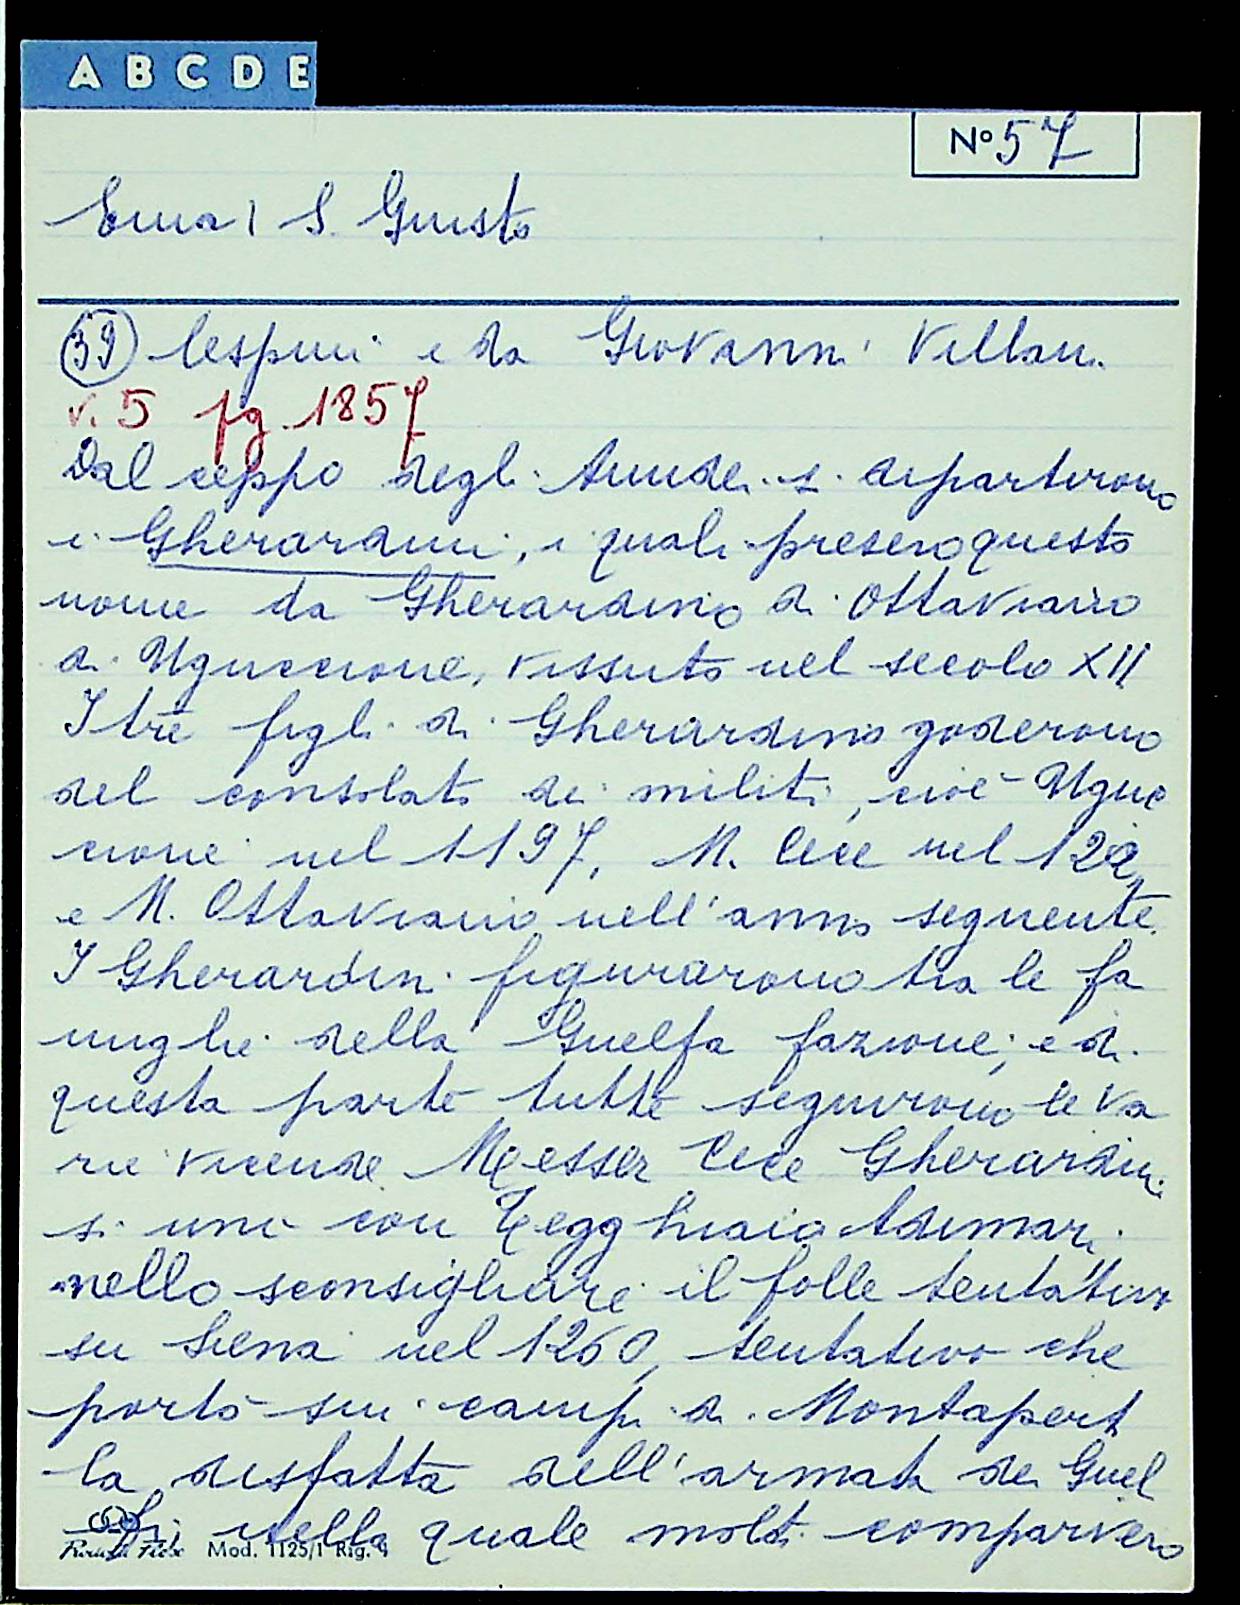 A B C D E
Nº 57
Ema / S. Giusto
(39) Cespini e da Giovanni Villani.
v. 5 pg. 1857
Dal ceppo degli Amidei si dipartirono
i Gherardini, i quali presero questo
nome da Gherardino di Ottaviano
di Uguccione, vissuto nel secolo XII
I tre figli di Gherardino goderono
del consolato dei militi, cioè Uguc
cione nel 1197, M. Cece nel 1202,
e M. Ottaviano nell'anno seguente.
I Gherardini figurarono tra le fa
miglie della Guelfa fazione; e di
questa parte tutte seguirono le va
rie vicende Messer Cece Gherardini
si unì con Tegghiaio Adimari
nello sconsigliare il folle tentativo
su Siena nel 1260, tentativo che
portò sui campi di Montaperti
la disfatta dell'armata dei Guel
fi, nella quale molti comparvero
Mod. 1125/1 Rig. 9